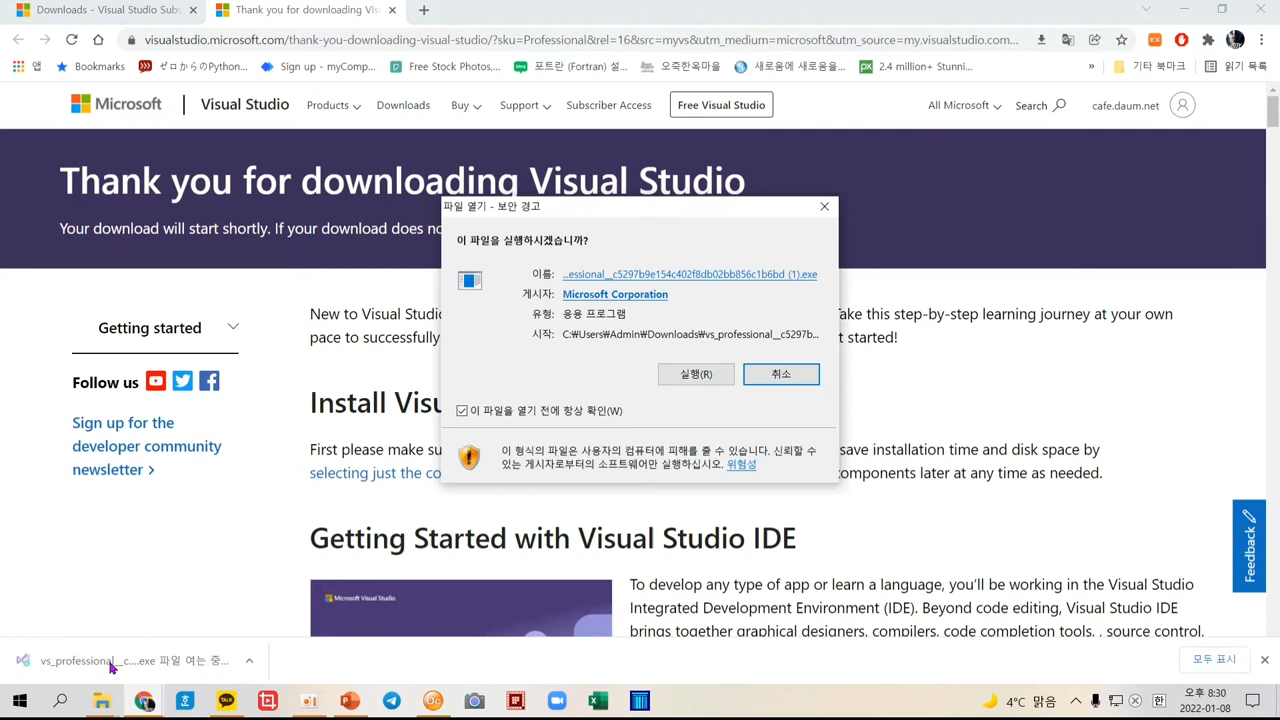 Downloads - Visual Studio Subs
Thank you for downloading Vi
visualstudio.microsoft.com/thank-you-downloading-visual-studio/?sku=Professional&rel=16&src=myvs&utm_medium=microsoft&utm_source=my.visualstudio.com...
앱
Bookmarks
ゼロからのPython...
Sign up - myComp...
Free Stock Photos,...
포트란 (Fortran) 설...
오죽헌옥마을
새로움에 새로움을...
2.4 million+ Stunni...
»
기타 북마크
읽기 목록
Microsoft
Visual Studio
Products
Downloads
Buy
Support
Subscriber Access
Free Visual Studio
All Microsoft
Search
cafe.daum.net
Thank you for downloading Visual Studio
Your download will start shortly. If your download does no
파일 열기 - 보안 경고
이 파일을 실행하시겠습니까?
이름: ...essional__c5297b9e154c402f8db02bb856c1b6bd (1).exe
게시자: Microsoft Corporation
유형: 응용 프로그램
시작: C:₩Users₩Admin₩Downloads₩vs_professional__c5297b...
실행(R)
취소
이 파일을 열기 전에 항상 확인(W)
이 형식의 파일은 사용자의 컴퓨터에 피해를 줄 수 있습니다. 신뢰할 수
있는 게시자로부터의 소프트웨어만 실행하십시오. 위험성
Getting started
Follow us
Sign up for the
developer community
newsletter >
New to Visual Studio
Take this step-by-step learning journey at your own
pace to successfully
t started!
Install Visu
First please make su
save installation time and disk space by
selecting just the co
omponents later at any time as needed.
Getting Started with Visual Studio IDE
Microsoft Visual Studio
To develop any type of app or learn a language, you'll be working in the Visual Studio
Integrated Development Environment (IDE). Beyond code editing, Visual Studio IDE
brings together graphical designers, compilers, code completion tools, , source control,
Feedback
vs_professional__c....exe 파일 여는 중...
모두 표시
TALK
4°C 맑음
한
오후 8:30
2022-01-08